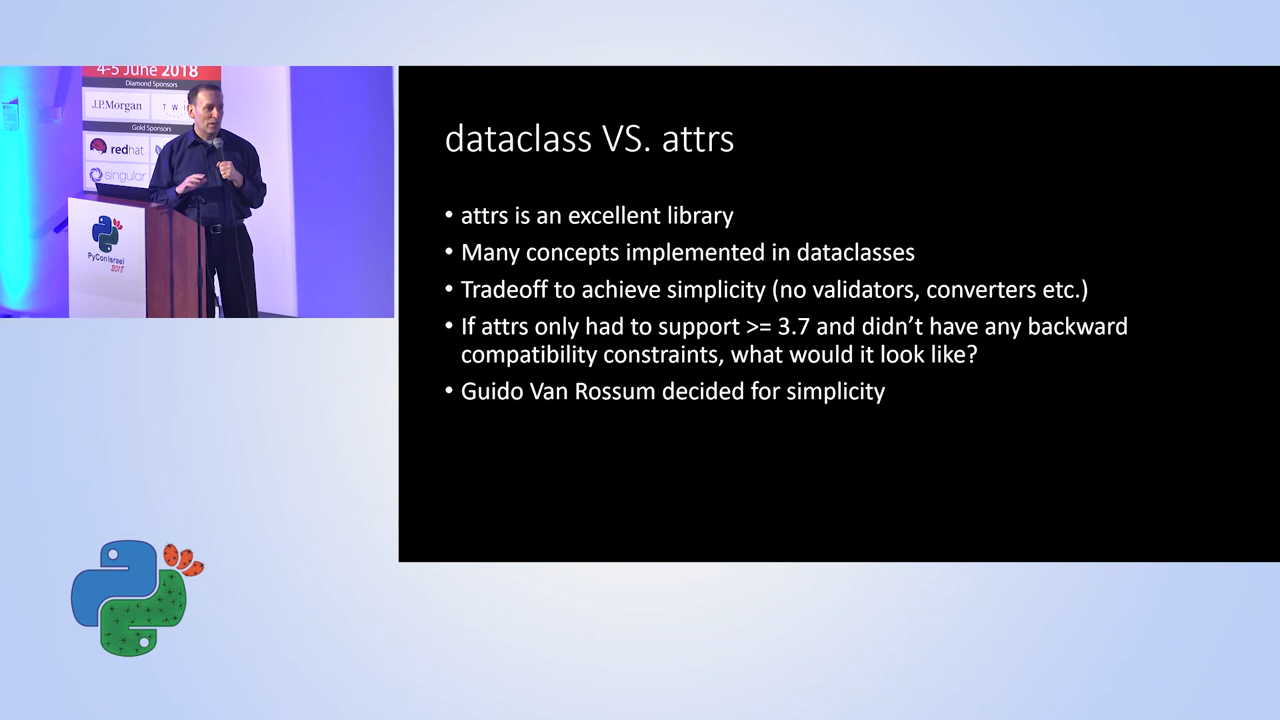 4-5 June 2018
Diamond Sponsors
J.P.Morgan
Gold Sponsors
redhat.
singular
PyConIsrael
2018
dataclass VS. attrs
• attrs is an excellent library
• Many concepts implemented in dataclasses
• Tradeoff to achieve simplicity (no validators, converters etc.)
• If attrs only had to support >= 3.7 and didn’t have any backward
compatibility constraints, what would it look like?
• Guido Van Rossum decided for simplicity